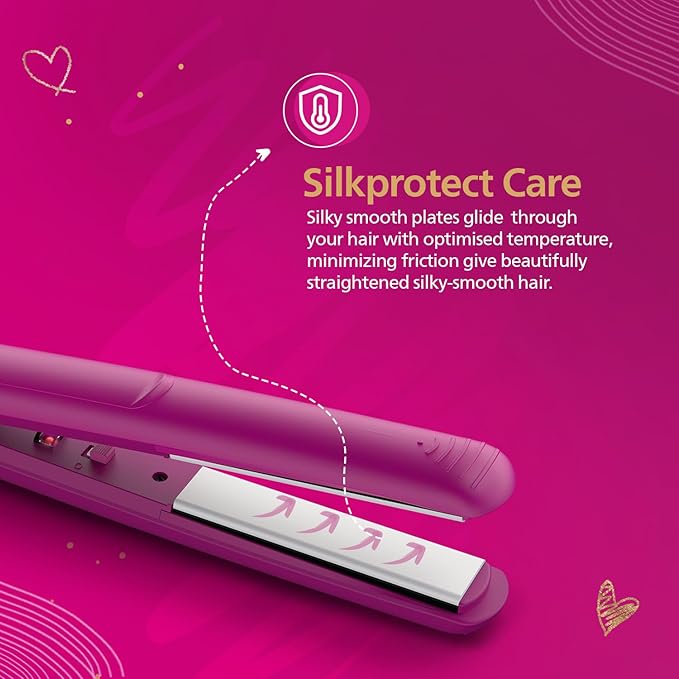 Silkprotect Care
Silky smooth plates glide through
your hair with optimised temperature,
minimizing friction give beautifully
straightened silky-smooth hair.